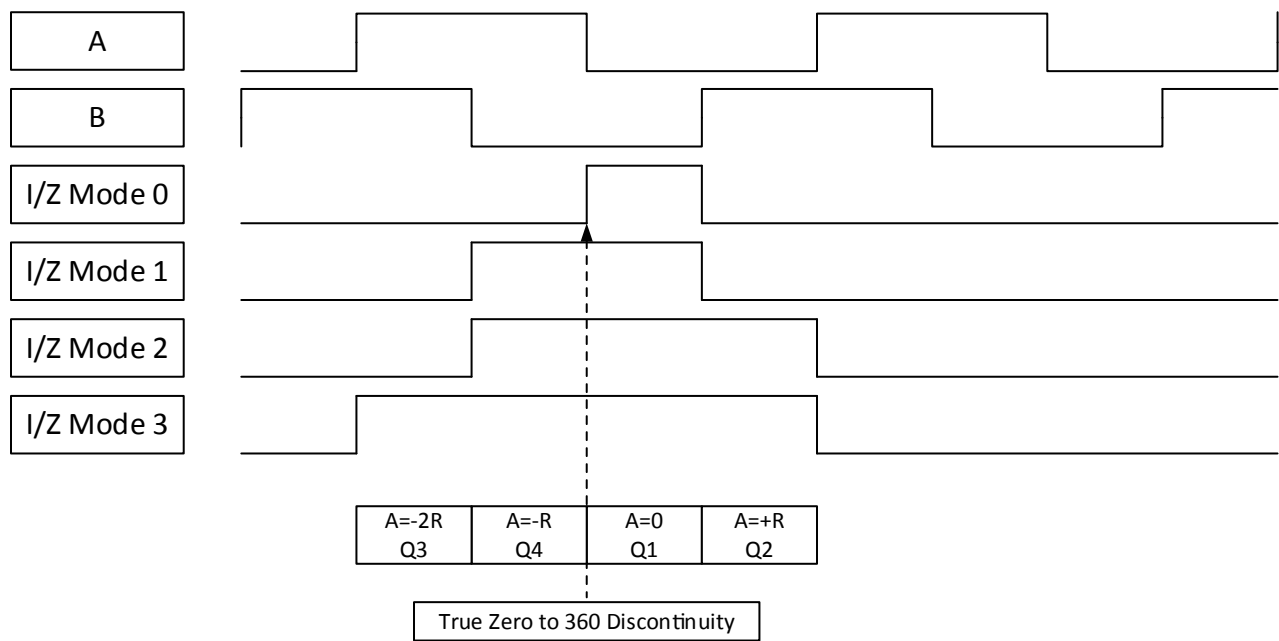 A
B
I/Z Mode 0
I/Z Mode 1
I/Z Mode 2
I/Z Mode 3
A=-2R A=-R A=0 A=+R
Q3 Q4 Q1 Q2
True Zero to 360 Discontinuity